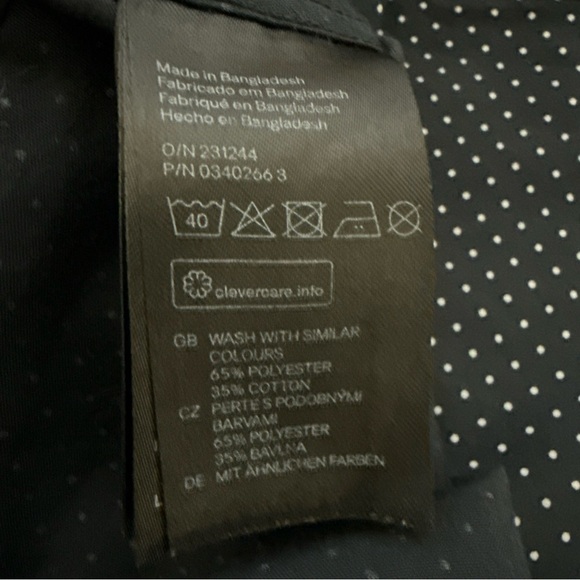 Made in Bangladesh
Fabricado em Bangladesh
Fabriqué en Bangladesh
Hecho en Bangladesh
O/N 231244
P/N 0340266 3
40
clevercare.info
GB WASH WITH SIMILAR
COLOURS
65% POLYESTER
35% COTTON
CZ PERTE S PODOBNÝMI
BARVAMI
65% POLYESTER
35% BAVLNA
DE MIT ÄHNLICHEN FARBEN